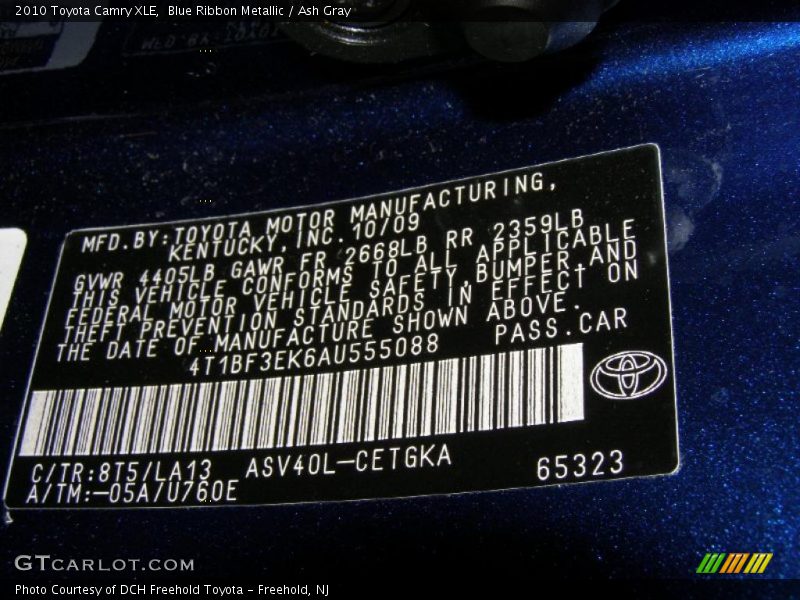 2010 Toyota Camry XLE,  Blue Ribbon Metallic / Ash Gray
MFD.BY:TOYOTA MOTOR MANUFACTURING,
KENTUCKY,INC.10/09
GVWR 4405LB GAWR FR 2668LB RR 2359LB
THIS VEHICLE CONFORMS TO ALL APPLICABLE
FEDERAL MOTOR VEHICLE SAFETY,BUMPER AND
THEFT PREVENTION STANDARDS IN EFFECT ON
THE DATE OF MANUFACTURE SHOWN ABOVE.
4T1BF3EK6AU555088 PASS.CAR
C/TR:8T5/LA13 ASV40L-CETGKA
A/TM:-05A/U760E
65323
GTCARLOT.COM
Photo Courtesy of DCH Freehold Toyota - Freehold, NJ